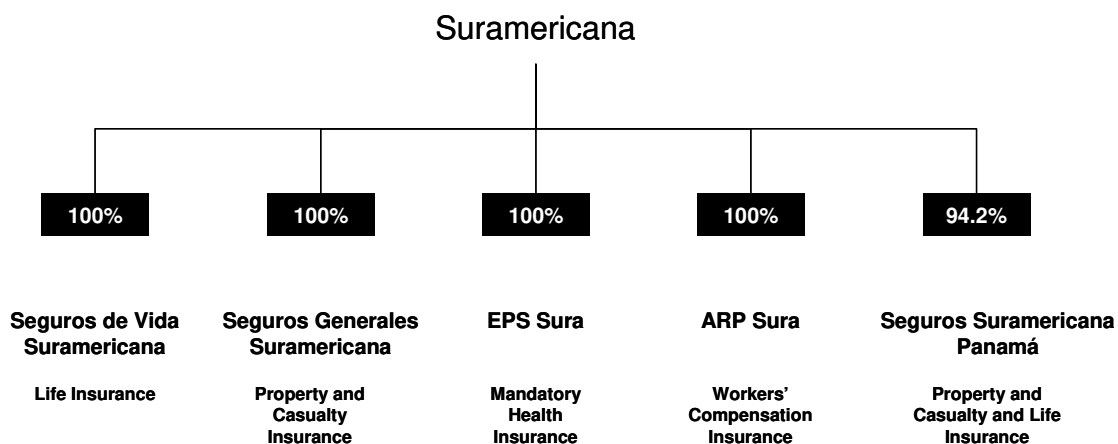 Suramericana
100%
100%
100%
100%
94.2%
Seguros de Vida
Suramericana
Life Insurance
Seguros Generales
Suramericana
Property and
Casualty
Insurance
EPS Sura
Mandatory
Health
Insurance
ARP Sura
Workers'
Compensation
Insurance
Seguros Suramericana
Panamá
Property and
Casualty and Life
Insurance